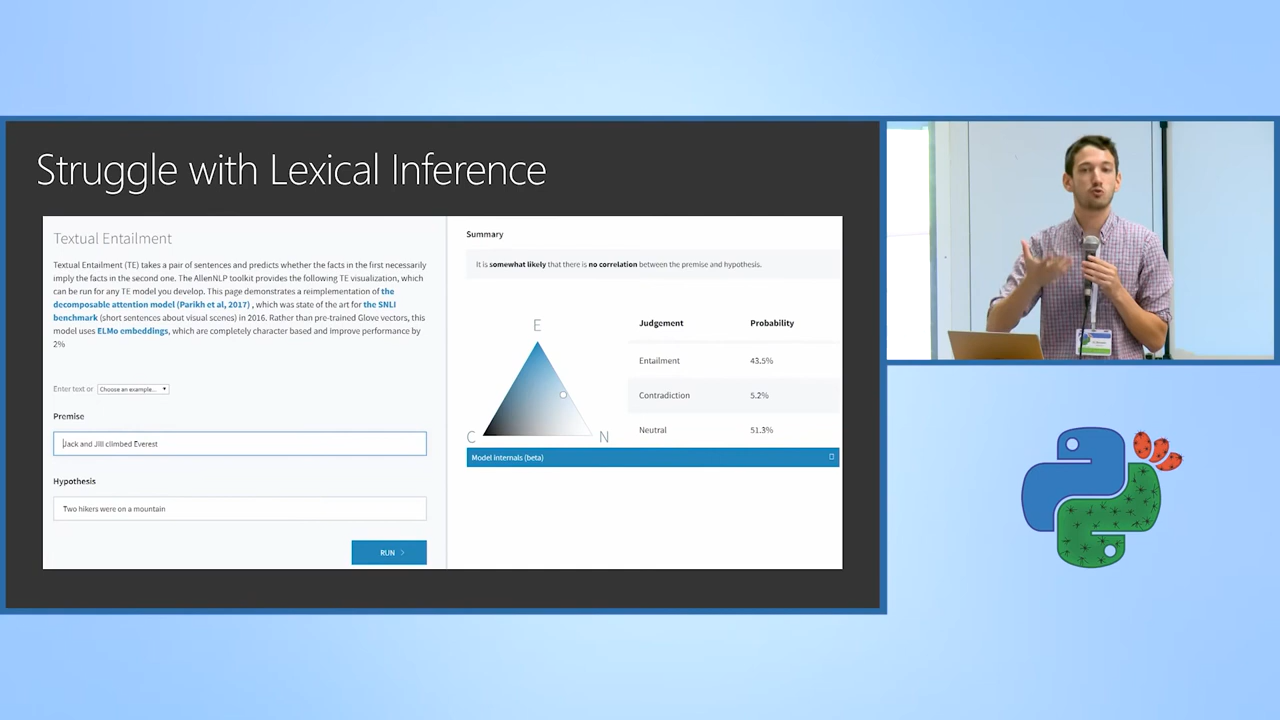 Struggle with Lexical Inference
Textual Entailment
Textual Entailment (TE) takes a pair of sentences and predicts whether the facts in the first necessarily
imply the facts in the second one. The AllenNLP toolkit provides the following TE visualization, which
can be run for any TE model you develop. This page demonstrates a reimplementation of the
decomposable attention model (Parikh et al, 2017) , which was state of the art for the SNLI
benchmark (short sentences about visual scenes) in 2016. Rather than pre-trained Glove vectors, this
model uses ELMo embeddings, which are completely character based and improve performance by
2%
Enter text or Choose an example...
Premise
Jack and Jill climbed Everest
Hypothesis
Two hikers were on a mountain
RUN
Summary
It is somewhat likely that there is no correlation between the premise and hypothesis.
E
C
N
Judgement Probability
Entailment 43.5%
Contradiction 5.2%
Neutral 51.3%
Model internals (beta)